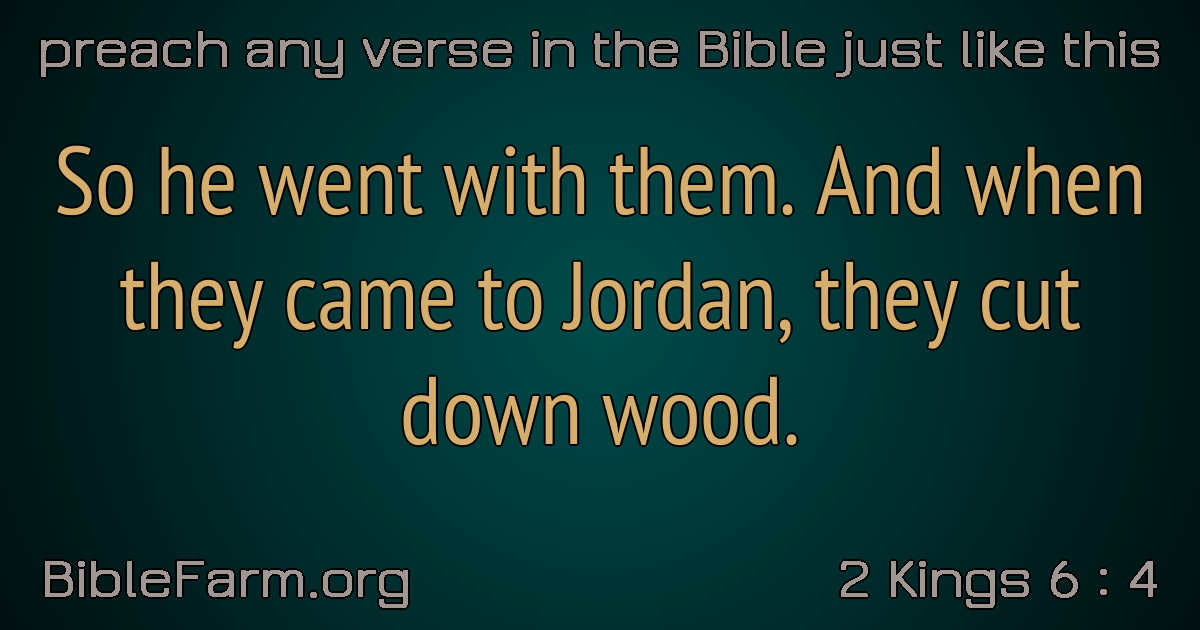 preach any verse in the Bible just like this
So he went with them. And when
they came to Jordan, they cut
down wood.
BibleFarm.org
2 Kings 6 : 4